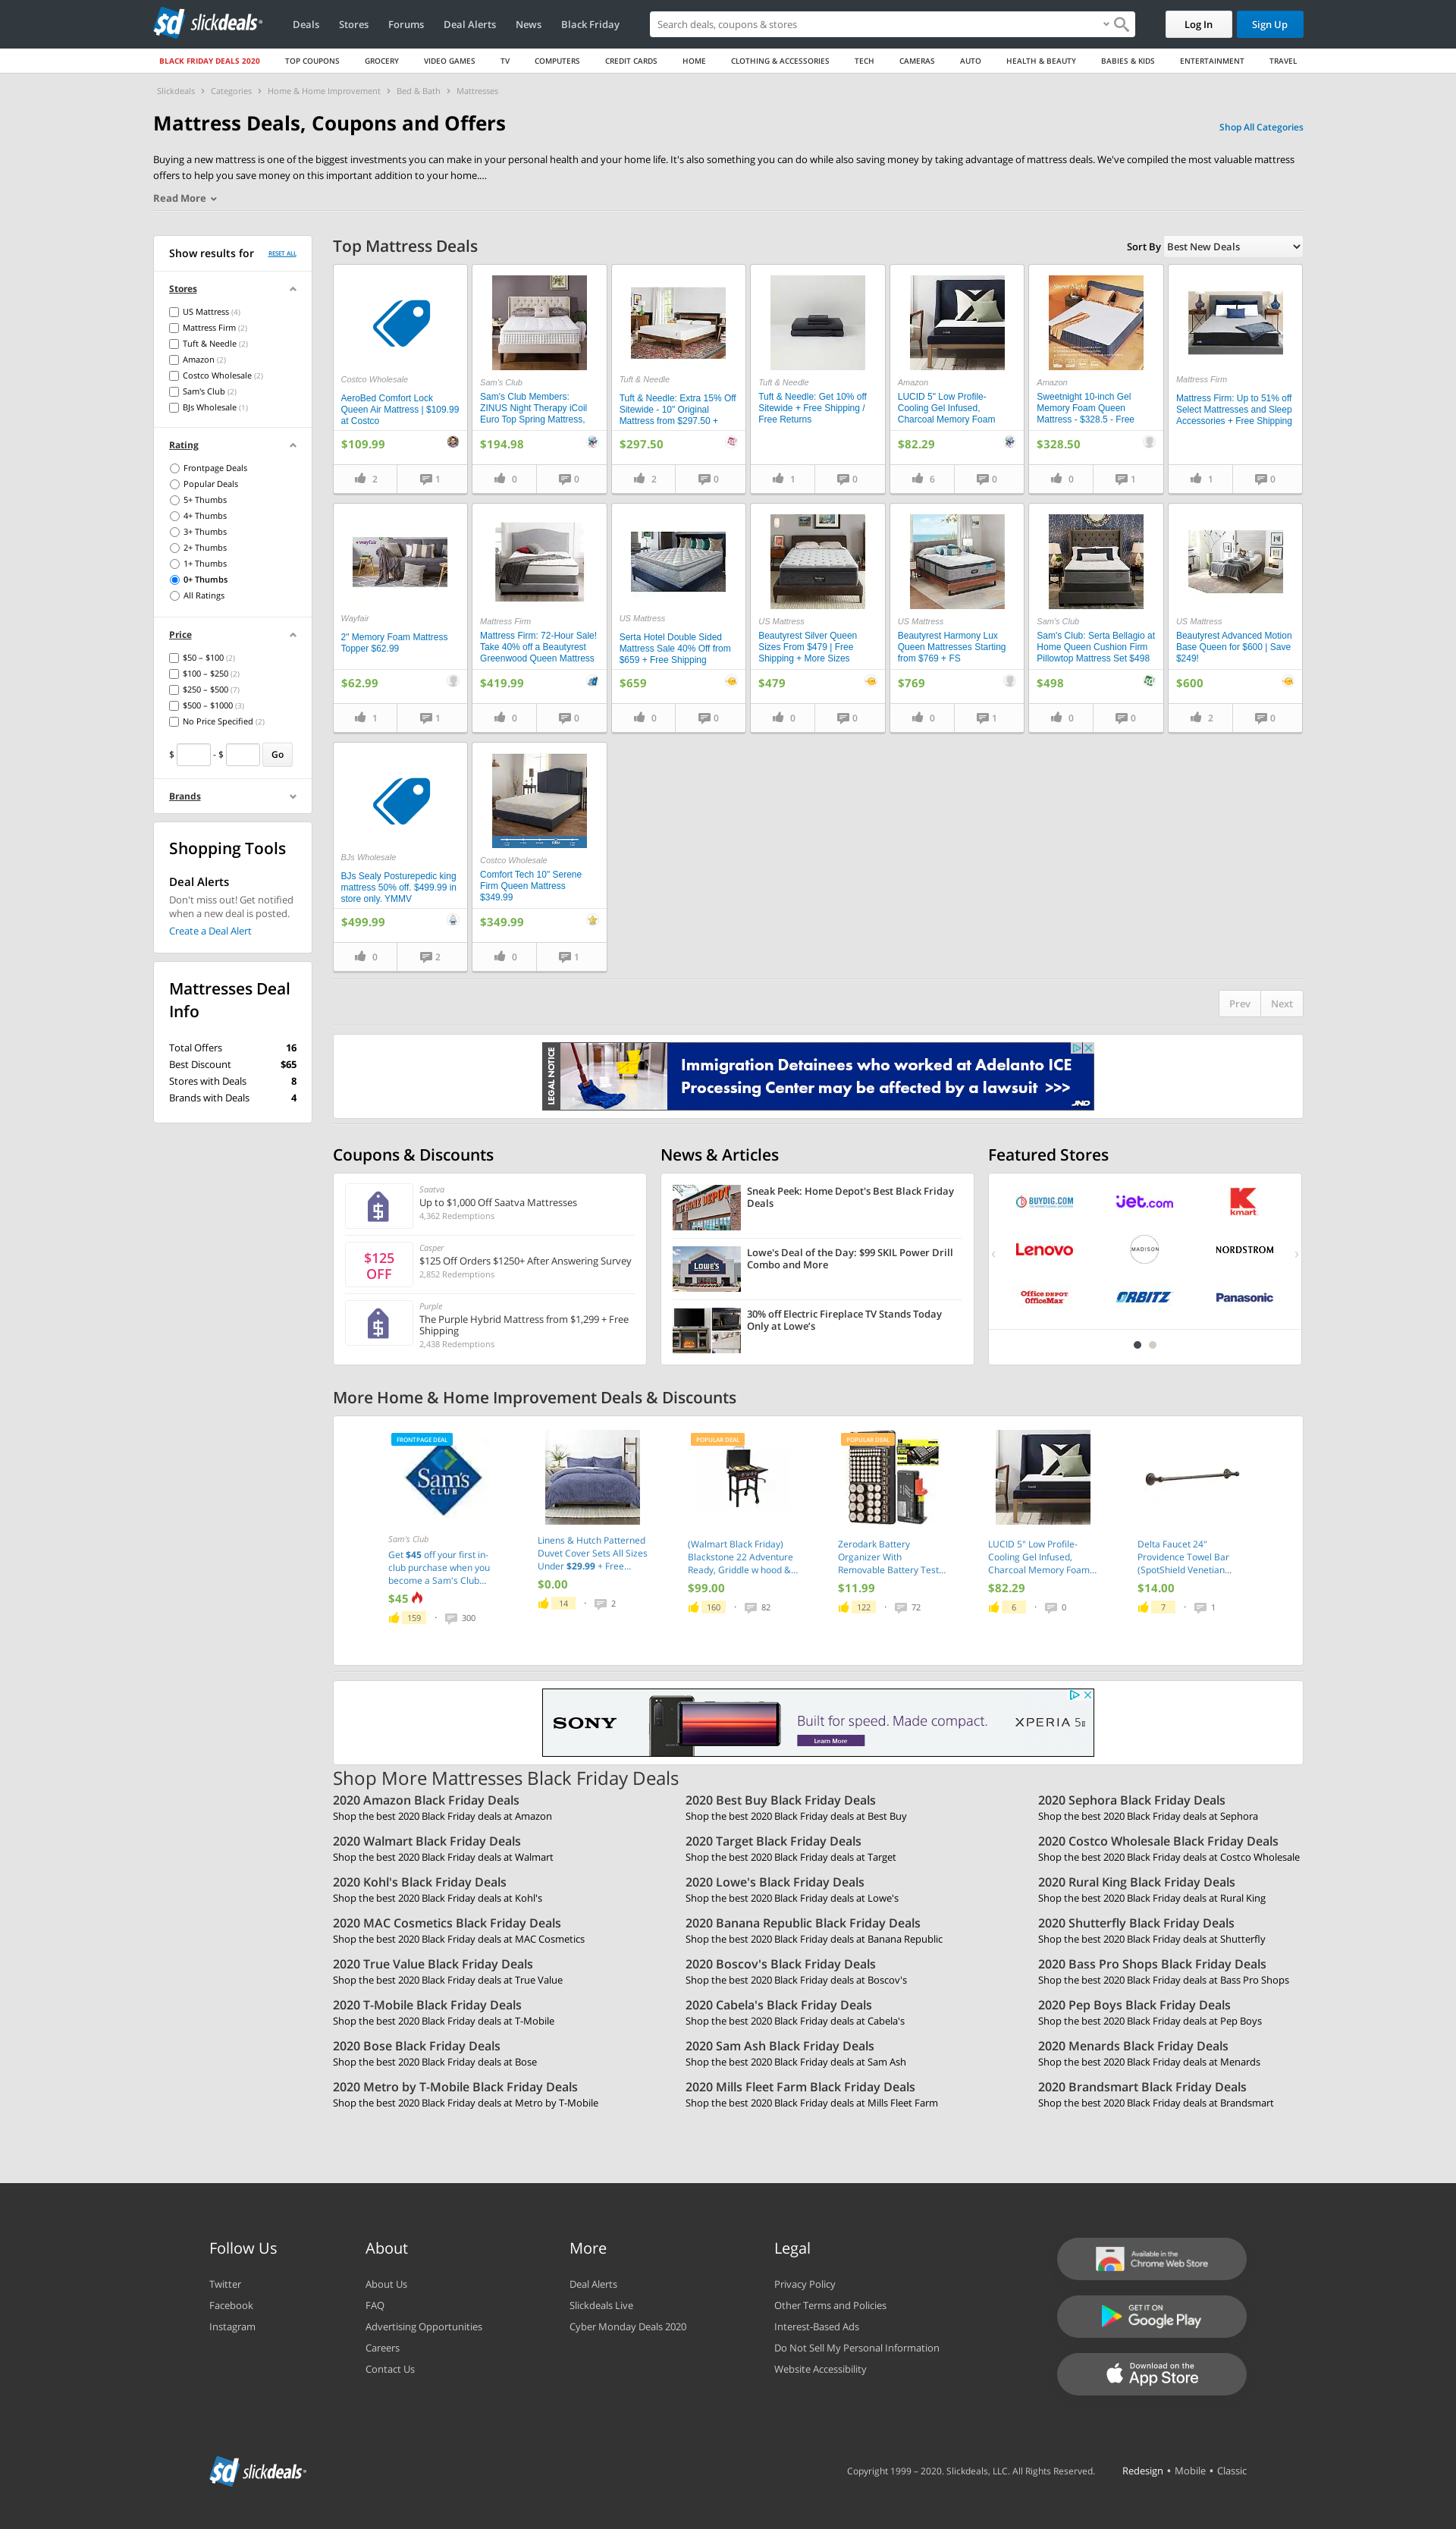 slickdeals
Deals Stores Forums Deal Alerts News Black Friday
Search deals, coupons & stores
Log In Sign Up
BLACK FRIDAY DEALS 2020 TOP COUPONS GROCERY VIDEO GAMES TV COMPUTERS CREDIT CARDS HOME CLOTHING & ACCESSORIES TECH CAMERAS AUTO HEALTH & BEAUTY BABIES & KIDS ENTERTAINMENT TRAVEL
Slickdeals > Categories > Home & Home Improvement > Bed & Bath > Mattresses
Mattress Deals, Coupons and Offers
Shop All Categories
Buying a new mattress is one of the biggest investments you can make in your personal health and your home life. It's also something you can do while also saving money by taking advantage of mattress deals. We've compiled the most valuable mattress
offers to help you save money on this important addition to your home....
Read More
Show results for RESET ALL
Stores
US Mattress (4)
Mattress Firm (2)
Tuft & Needle (2)
Amazon (2)
Costco Wholesale (2)
Sam's Club (2)
BJs Wholesale (1)
Rating
Frontpage Deals
Popular Deals
5+ Thumbs
4+ Thumbs
3+ Thumbs
2+ Thumbs
1+ Thumbs
0+ Thumbs
All Ratings
Price
$50 – $100 (2)
$100 – $250 (2)
$250 – $500 (7)
$500 – $1000 (3)
No Price Specified (2)
$ - $ Go
Brands
Shopping Tools
Deal Alerts
Don't miss out! Get notified
when a new deal is posted.
Create a Deal Alert
Mattresses Deal
Info
Total Offers 16
Best Discount $65
Stores with Deals 8
Brands with Deals 4
Top Mattress Deals
Sort By Best New Deals
Costco Wholesale
AeroBed Comfort Lock
Queen Air Mattress | $109.99
at Costco
$109.99
2 1
Sam's Club
Sam's Club Members:
ZINUS Night Therapy iCoil
Euro Top Spring Mattress,
$194.98
0 0
Tuft & Needle
Tuft & Needle: Extra 15% Off
Sitewide - 10" Original
Mattress from $297.50 +
$297.50
2 0
Tuft & Needle
Tuft & Needle: Get 10% off
Sitewide + Free Shipping /
Free Returns
1 0
Amazon
LUCID 5" Low Profile-
Cooling Gel Infused,
Charcoal Memory Foam
$82.29
6 0
Sweet Night
Amazon
Sweetnight 10-inch Gel
Memory Foam Queen
Mattress - $328.5 - Free
$328.50
0 1
Mattress Firm
Mattress Firm: Up to 51% off
Select Mattresses and Sleep
Accessories + Free Shipping
1 0
wayfair
Wayfair
2" Memory Foam Mattress
Topper $62.99
$62.99
1 1
Mattress Firm
Mattress Firm: 72-Hour Sale!
Take 40% off a Beautyrest
Greenwood Queen Mattress
$419.99
0 0
US Mattress
Serta Hotel Double Sided
Mattress Sale 40% Off from
$659 + Free Shipping
$659
0 0
US Mattress
Beautyrest Silver Queen
Sizes From $479 | Free
Shipping + More Sizes
$479
0 0
US Mattress
Beautyrest Harmony Lux
Queen Mattresses Starting
from $769 + FS
$769
0 1
Sam's Club
Sam's Club: Serta Bellagio at
Home Queen Cushion Firm
Pillowtop Mattress Set $498
$498
0 0
US Mattress
Beautyrest Advanced Motion
Base Queen for $600 | Save
$249!
$600
2 0
BJs Wholesale
BJs Sealy Posturepedic king
mattress 50% off. $499.99 in
store only. YMMV
$499.99
0 2
Costco Wholesale
Comfort Tech 10" Serene
Firm Queen Mattress
$349.99
$349.99
0 1
Prev Next
LEGAL NOTICE
Immigration Detainees who worked at Adelanto ICE
Processing Center may be affected by a lawsuit >>>
JND
Coupons & Discounts
Saatva
Up to $1,000 Off Saatva Mattresses
4,362 Redemptions
$125
OFF
Casper
$125 Off Orders $1250+ After Answering Survey
2,852 Redemptions
Purple
The Purple Hybrid Mattress from $1,299 + Free
Shipping
2,438 Redemptions
News & Articles
Sneak Peek: Home Depot's Best Black Friday
Deals
LOWE'S
Lowe's Deal of the Day: $99 SKIL Power Drill
Combo and More
30% off Electric Fireplace TV Stands Today
Only at Lowe's
Featured Stores
BUYDIG.COM jet.com kmart
Lenovo MADISON NORDSTROM
Office DEPOT
OfficeMax
ORBITZ Panasonic
More Home & Home Improvement Deals & Discounts
FRONTPAGE DEAL
Sam's
CLUB
Sam's Club
Get $45 off your first in-
club purchase when you
become a Sam's Club...
$45
159 · 300
Linens & Hutch Patterned
Duvet Cover Sets All Sizes
Under $29.99 + Free...
$0.00
14 · 2
POPULAR DEAL
(Walmart Black Friday)
Blackstone 22 Adventure
Ready, Griddle w hood &...
$99.00
160 · 82
POPULAR DEAL
Zerodark Battery
Organizer With
Removable Battery Test...
$11.99
122 · 72
LUCID 5" Low Profile-
Cooling Gel Infused,
Charcoal Memory Foam...
$82.29
6 · 0
Delta Faucet 24"
Providence Towel Bar
(SpotShield Venetian...
$14.00
7 · 1
SONY
Built for speed. Made compact.
Learn More
XPERIA 5 II
Shop More Mattresses Black Friday Deals
2020 Amazon Black Friday Deals
Shop the best 2020 Black Friday deals at Amazon
2020 Best Buy Black Friday Deals
Shop the best 2020 Black Friday deals at Best Buy
2020 Sephora Black Friday Deals
Shop the best 2020 Black Friday deals at Sephora
2020 Walmart Black Friday Deals
Shop the best 2020 Black Friday deals at Walmart
2020 Target Black Friday Deals
Shop the best 2020 Black Friday deals at Target
2020 Costco Wholesale Black Friday Deals
Shop the best 2020 Black Friday deals at Costco Wholesale
2020 Kohl's Black Friday Deals
Shop the best 2020 Black Friday deals at Kohl's
2020 Lowe's Black Friday Deals
Shop the best 2020 Black Friday deals at Lowe's
2020 Rural King Black Friday Deals
Shop the best 2020 Black Friday deals at Rural King
2020 MAC Cosmetics Black Friday Deals
Shop the best 2020 Black Friday deals at MAC Cosmetics
2020 Banana Republic Black Friday Deals
Shop the best 2020 Black Friday deals at Banana Republic
2020 Shutterfly Black Friday Deals
Shop the best 2020 Black Friday deals at Shutterfly
2020 True Value Black Friday Deals
Shop the best 2020 Black Friday deals at True Value
2020 Boscov's Black Friday Deals
Shop the best 2020 Black Friday deals at Boscov's
2020 Bass Pro Shops Black Friday Deals
Shop the best 2020 Black Friday deals at Bass Pro Shops
2020 T-Mobile Black Friday Deals
Shop the best 2020 Black Friday deals at T-Mobile
2020 Cabela's Black Friday Deals
Shop the best 2020 Black Friday deals at Cabela's
2020 Pep Boys Black Friday Deals
Shop the best 2020 Black Friday deals at Pep Boys
2020 Bose Black Friday Deals
Shop the best 2020 Black Friday deals at Bose
2020 Sam Ash Black Friday Deals
Shop the best 2020 Black Friday deals at Sam Ash
2020 Menards Black Friday Deals
Shop the best 2020 Black Friday deals at Menards
2020 Metro by T-Mobile Black Friday Deals
Shop the best 2020 Black Friday deals at Metro by T-Mobile
2020 Mills Fleet Farm Black Friday Deals
Shop the best 2020 Black Friday deals at Mills Fleet Farm
2020 Brandsmart Black Friday Deals
Shop the best 2020 Black Friday deals at Brandsmart
Follow Us
Twitter
Facebook
Instagram
About
About Us
FAQ
Advertising Opportunities
Careers
Contact Us
More
Deal Alerts
Slickdeals Live
Cyber Monday Deals 2020
Legal
Privacy Policy
Other Terms and Policies
Interest-Based Ads
Do Not Sell My Personal Information
Website Accessibility
Available in the
Chrome Web Store
GET IT ON
Google Play
Download on the
App Store
slickdeals
Copyright 1999 – 2020. Slickdeals, LLC. All Rights Reserved. Redesign • Mobile • Classic